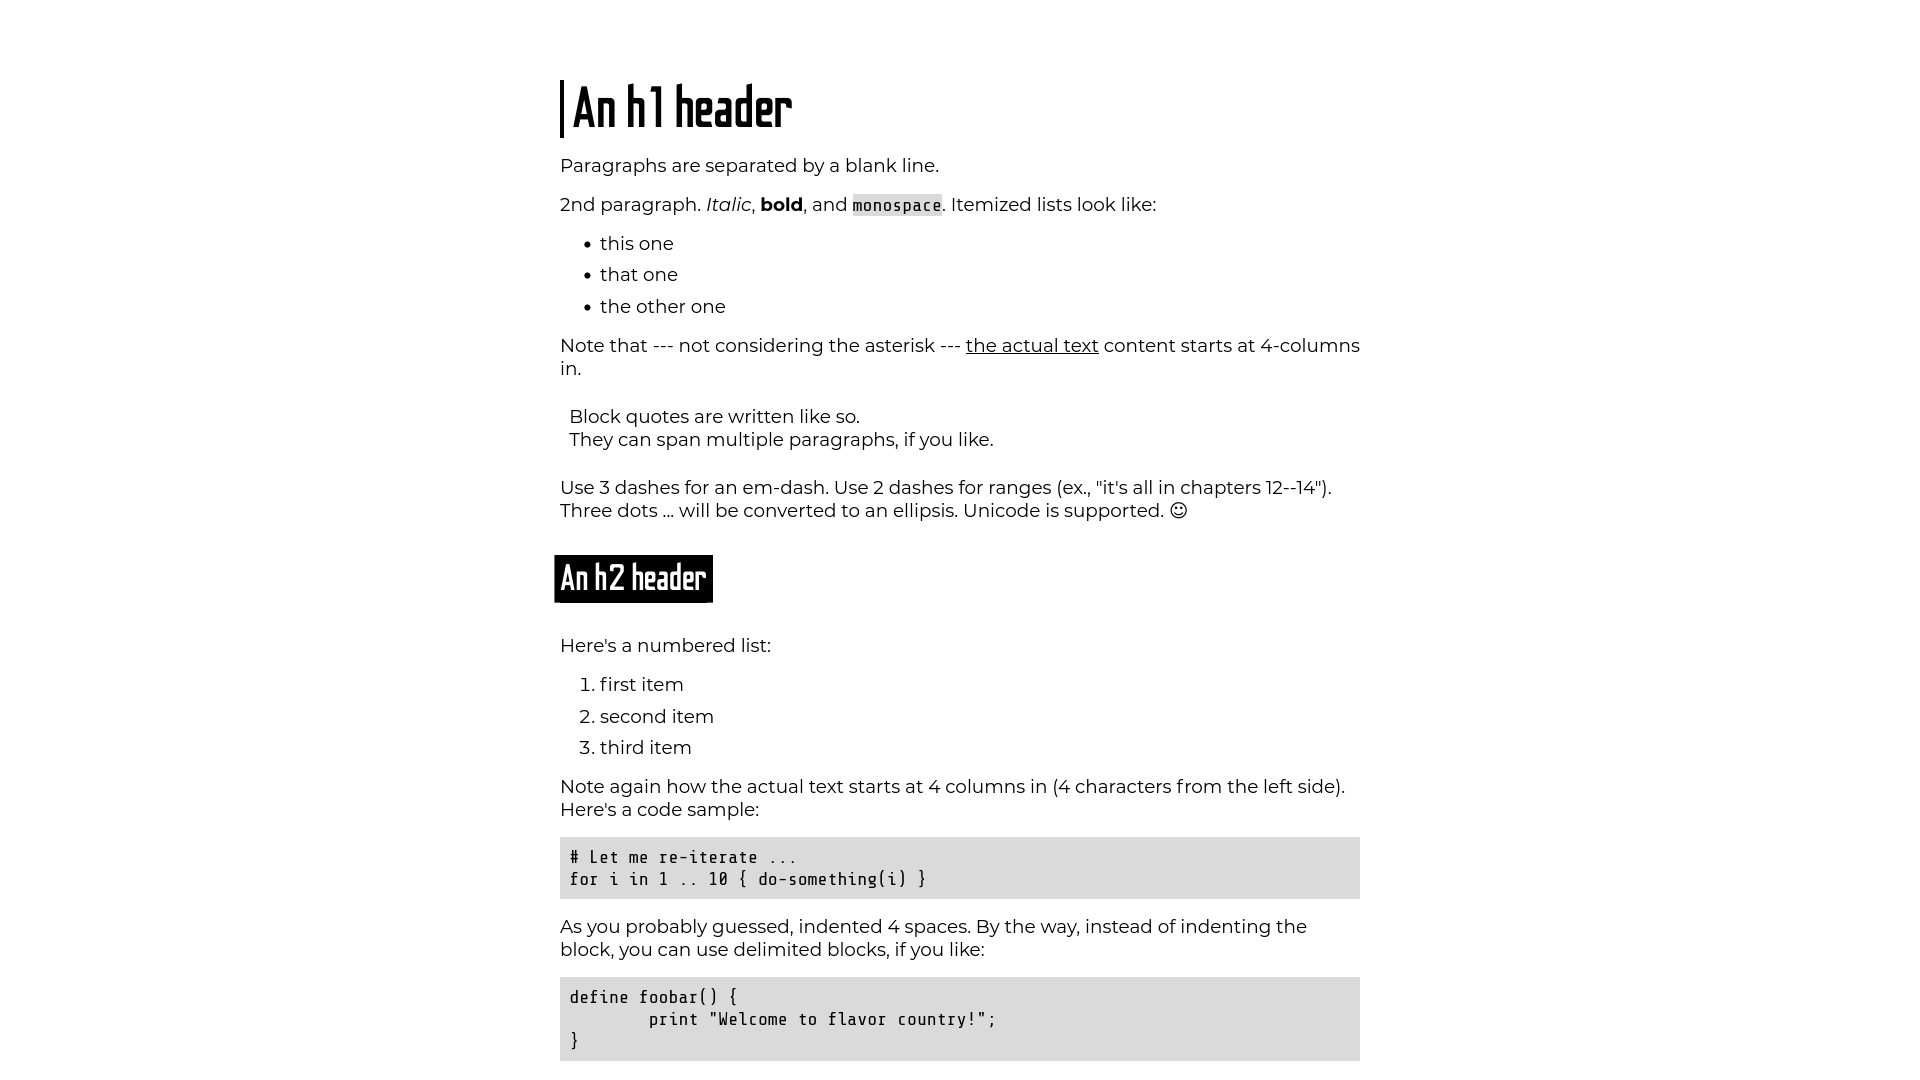 An h1 header
Paragraphs are separated by a blank line.
2nd paragraph. Italic, bold, and monospace. Itemized lists look like:
• this one
• that one
• the other one
Note that --- not considering the asterisk --- the actual text content starts at 4-columns
in.
Block quotes are written like so.
They can span multiple paragraphs, if you like.
Use 3 dashes for an em-dash. Use 2 dashes for ranges (ex., "it's all in chapters 12--14").
Three dots ... will be converted to an ellipsis. Unicode is supported. ☺
An h2 header
Here's a numbered list:
1. first item
2. second item
3. third item
Note again how the actual text starts at 4 columns in (4 characters from the left side).
Here's a code sample:
# Let me re-iterate ...
for i in 1 .. 10 { do-something(i) }
As you probably guessed, indented 4 spaces. By the way, instead of indenting the
block, you can use delimited blocks, if you like:
define foobar() {
        print "Welcome to flavor country!";
}